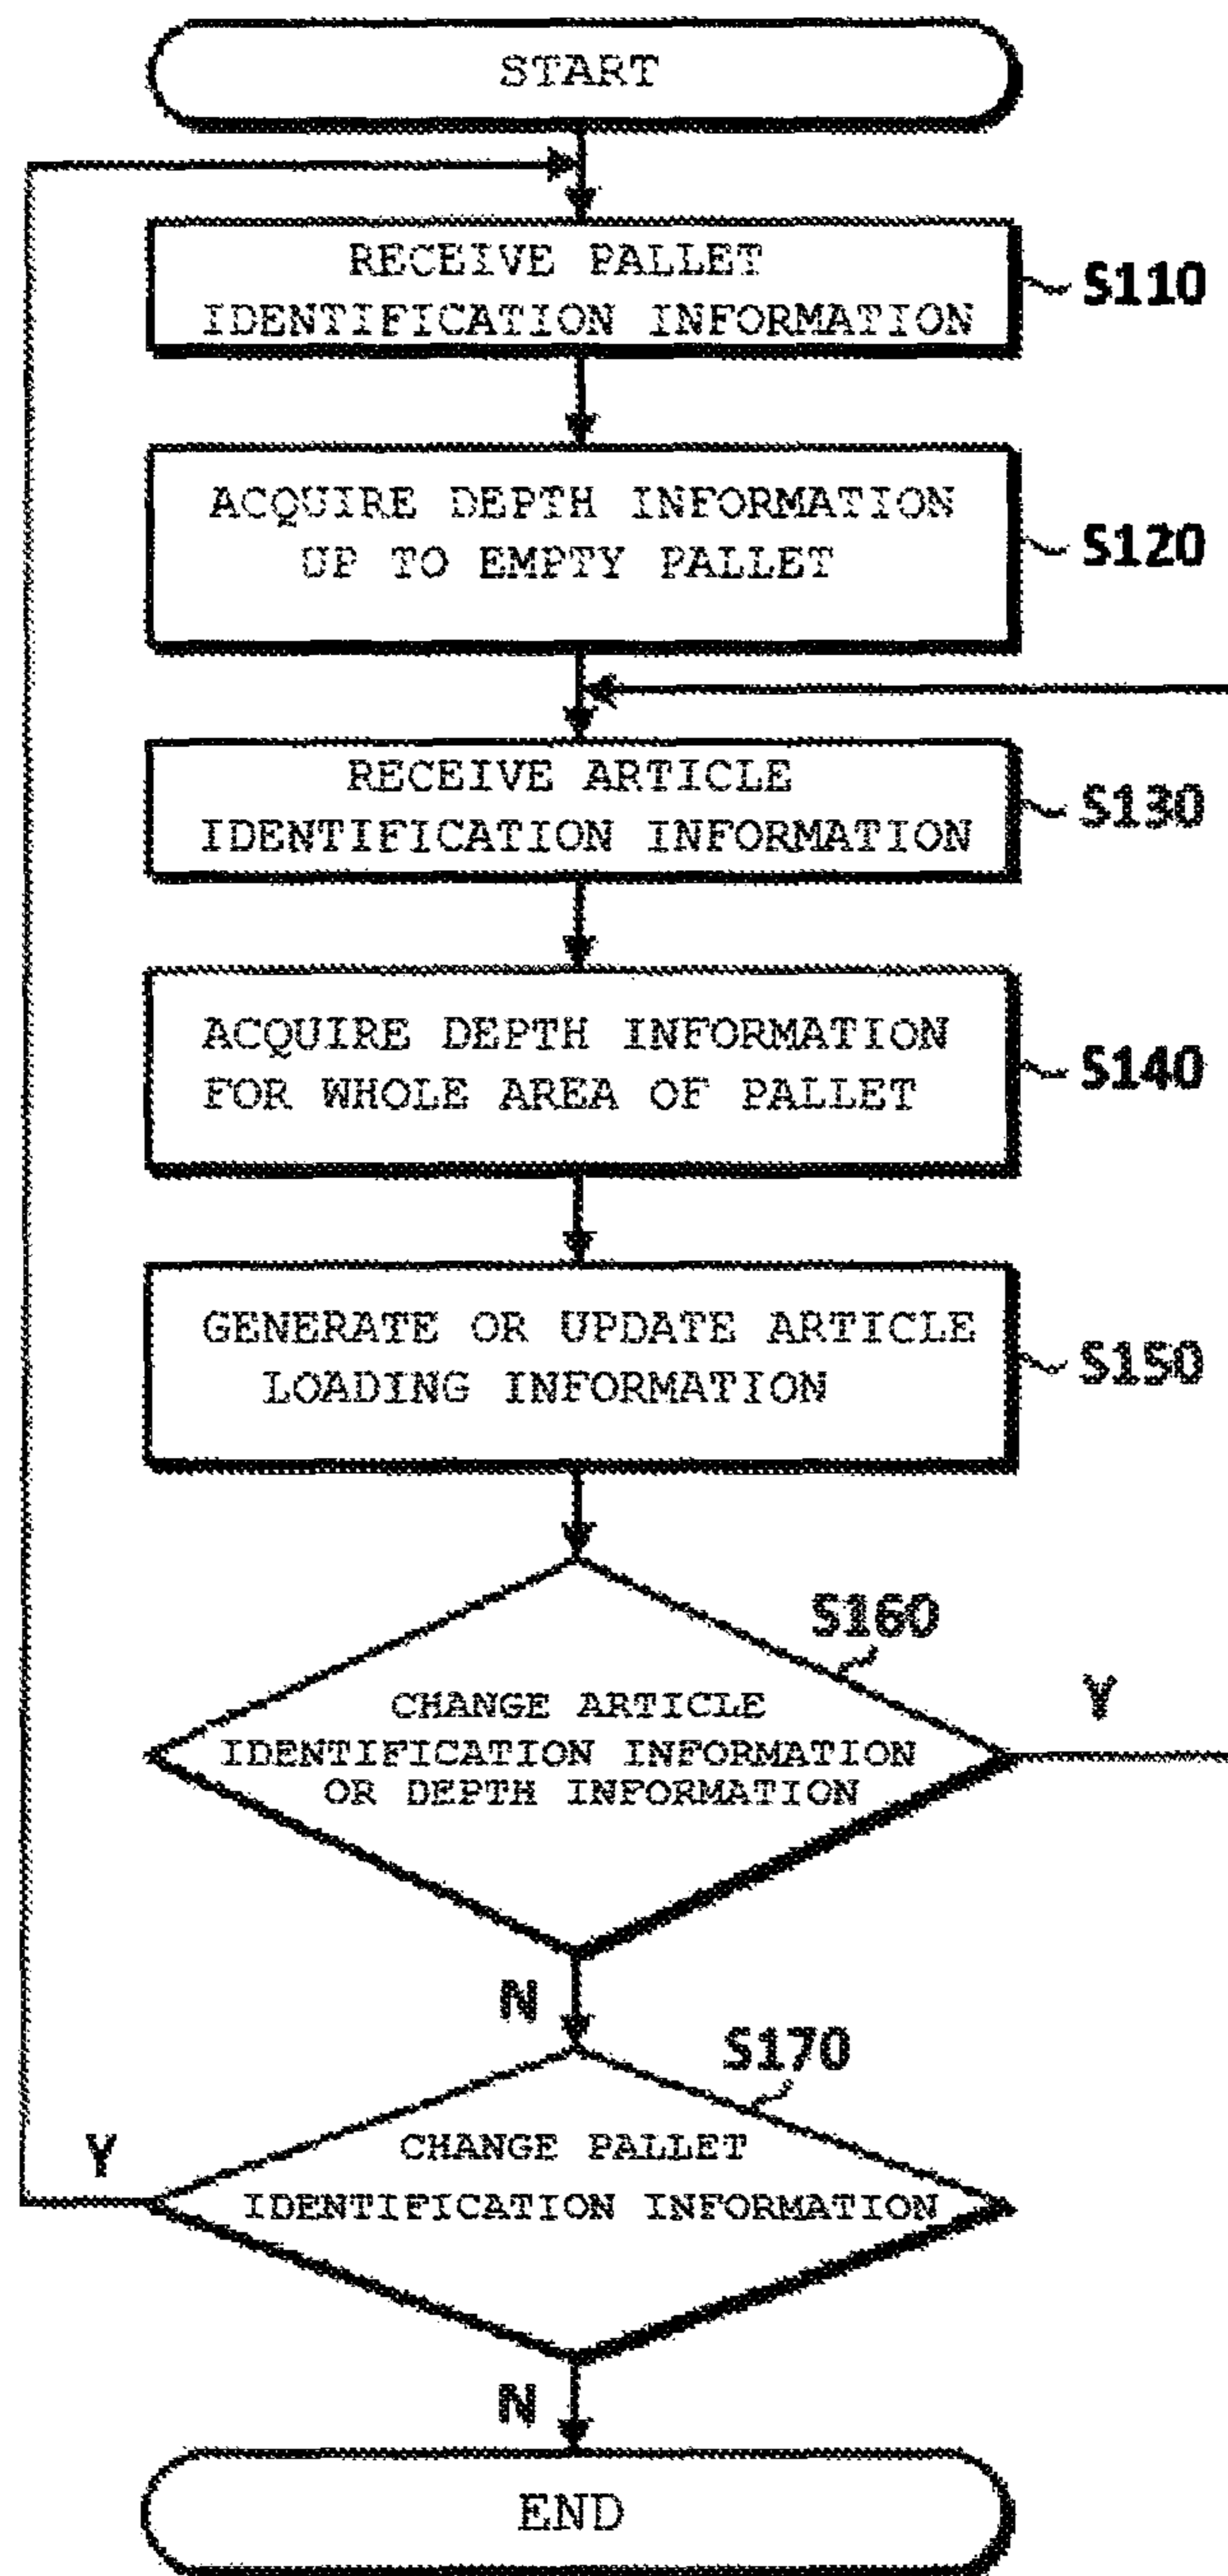 START
RECEIVE PALLET
IDENTIFICATION INFORMATION
S110
ACQUIRE DEPTH INFORMATION
UP TO EMPTY PALLET
S120
RECEIVE ARTICLE
IDENTIFICATION INFORMATION
S130
ACQUIRE DEPTH INFORMATION
FOR WHOLE AREA OF PALLET
S140
GENERATE OR UPDATE ARTICLE
LOADING INFORMATION
S150
S160
CHANGE ARTICLE
IDENTIFICATION INFORMATION
OR DEPTH INFORMATION
Y
N
S170
CHANGE PALLET
IDENTIFICATION INFORMATION
Y
N
END